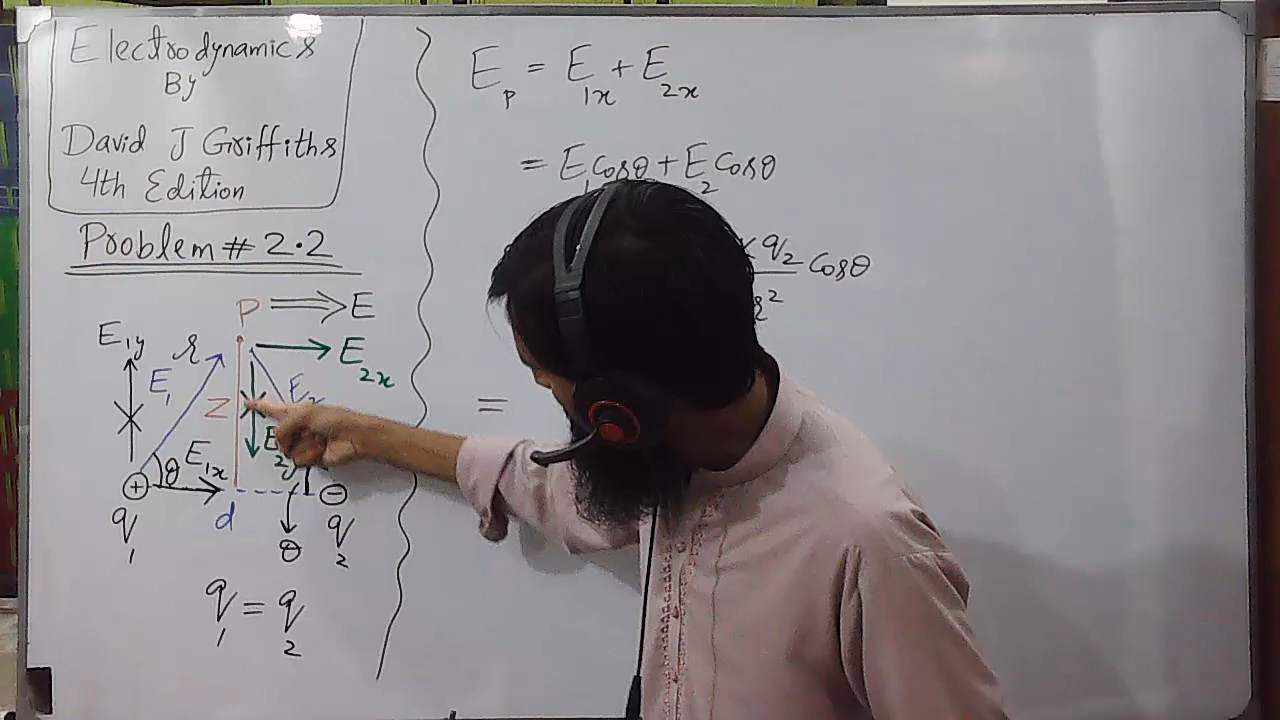 Electrodynamics
By
David J Griffiths
4th Edition
Problem # 2.2
P ⟹ E
E₁y
r
E₂x
E₁
Z
E₁x
θ
+
−
d
q₁
θ
q₂
q₁ = q₂
Eₚ = E₁x + E₂x
= E₁ Cosθ + E₂ Cosθ
q₂ Cosθ
r²
=